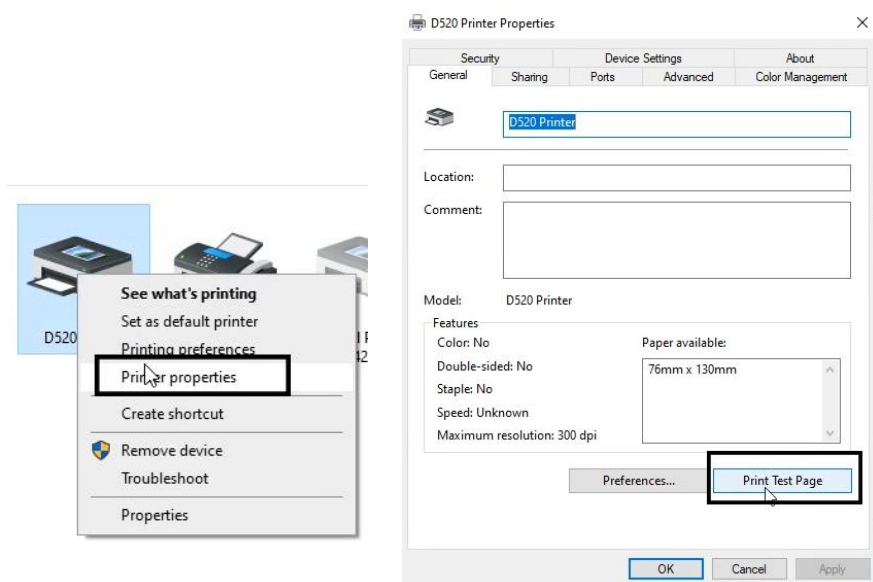 D520
See what's printing
Set as default printer
Printing preferences
Printer properties
Create shortcut
Remove device
Troubleshoot
Properties
D520 Printer Properties
Security Device Settings About
General Sharing Ports Advanced Color Management
D520 Printer
Location:
Comment:
Model: D520 Printer
Features
Color: No
Double-sided: No
Staple: No
Speed: Unknown
Maximum resolution: 300 dpi
Paper available:
76mm x 130mm
Preferences... Print Test Page
OK Cancel Apply